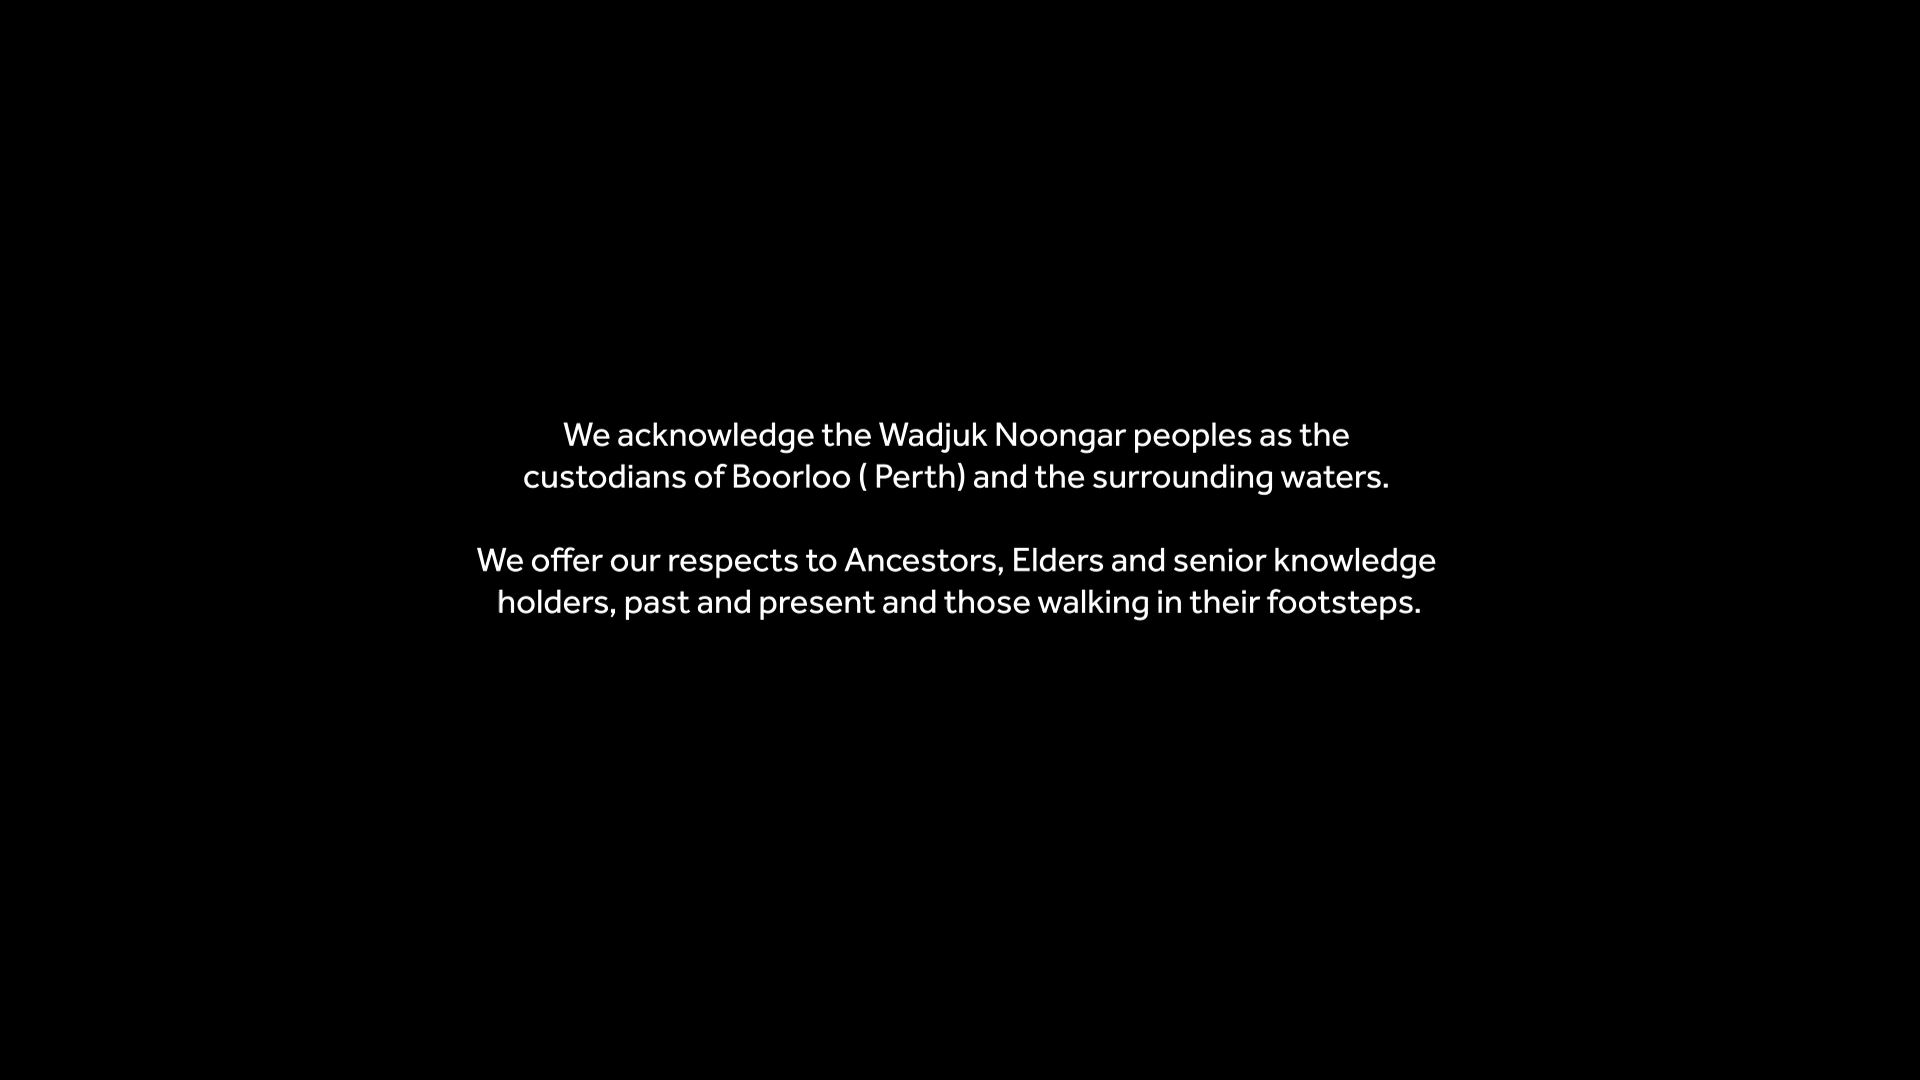 We acknowledge the Wadjuk Noongar peoples as the
custodians of Boorloo ( Perth) and the surrounding waters.
We offer our respects to Ancestors, Elders and senior knowledge
holders, past and present and those walking in their footsteps.